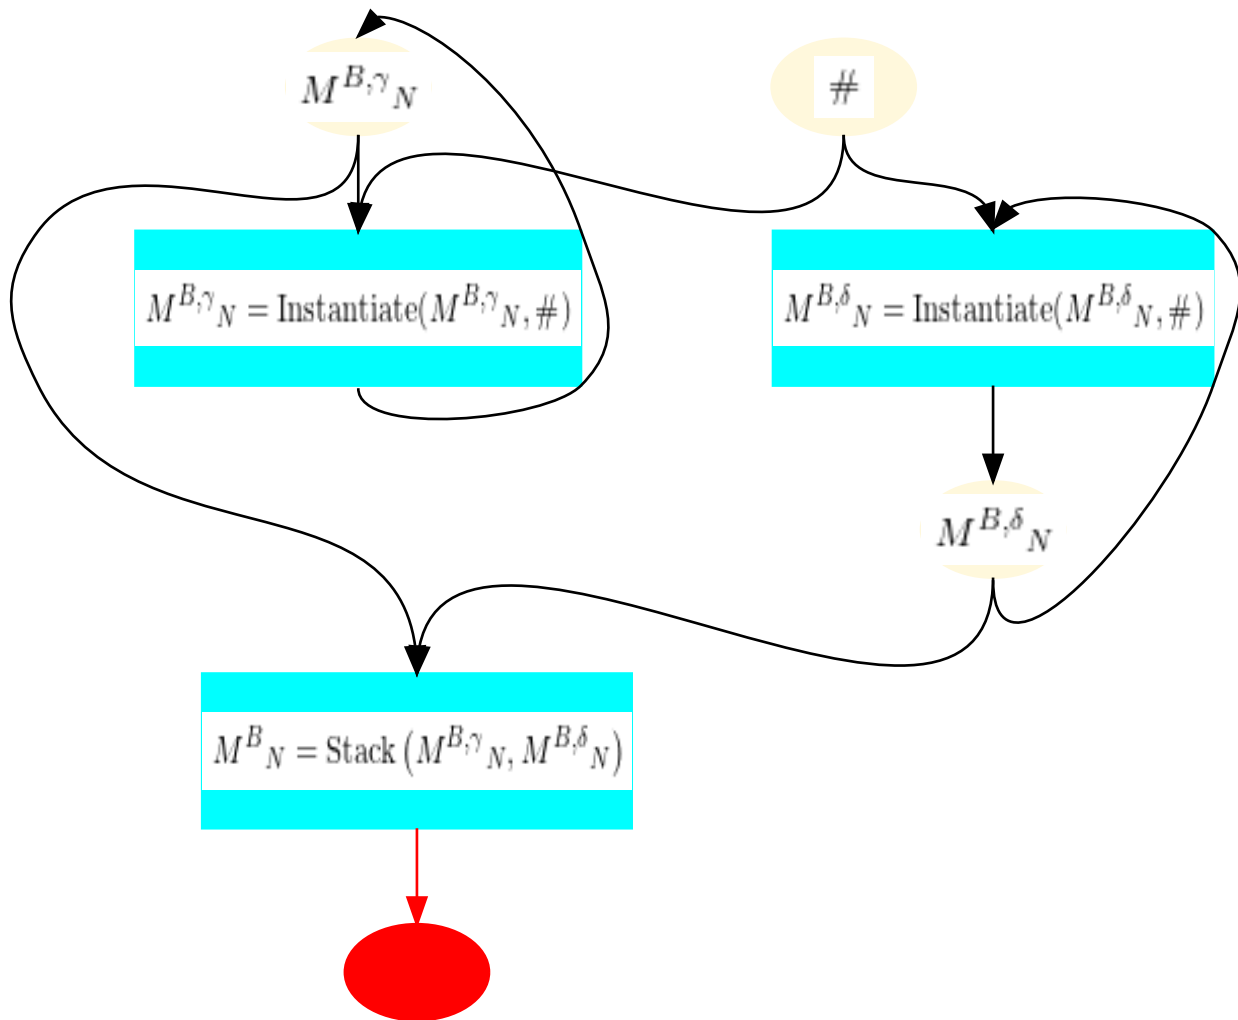 M^{B,γ}_N
#
M^{B,γ}_N = Instantiate(M^{B,γ}_N, #)
M^{B,δ}_N = Instantiate(M^{B,δ}_N, #)
M^{B,δ}_N
M^B_N = Stack (M^{B,γ}_N, M^{B,δ}_N)